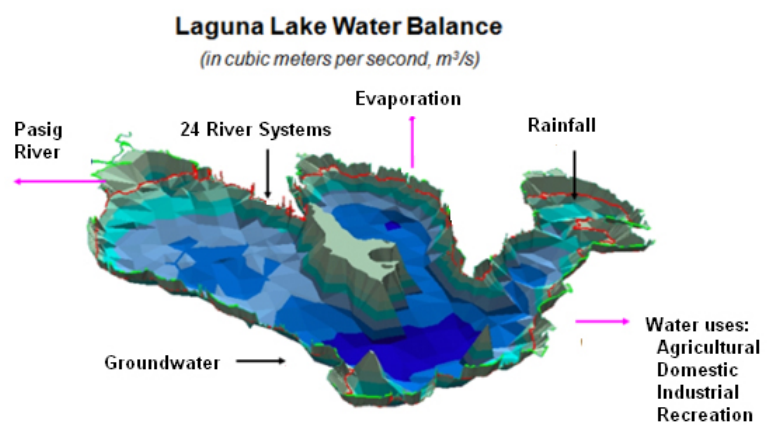 Laguna Lake Water Balance
(in cubic meters per second, m³/s)
Evaporation
Pasig
River
24 River Systems
Rainfall
Groundwater
Water uses:
Agricultural
Domestic
Industrial
Recreation